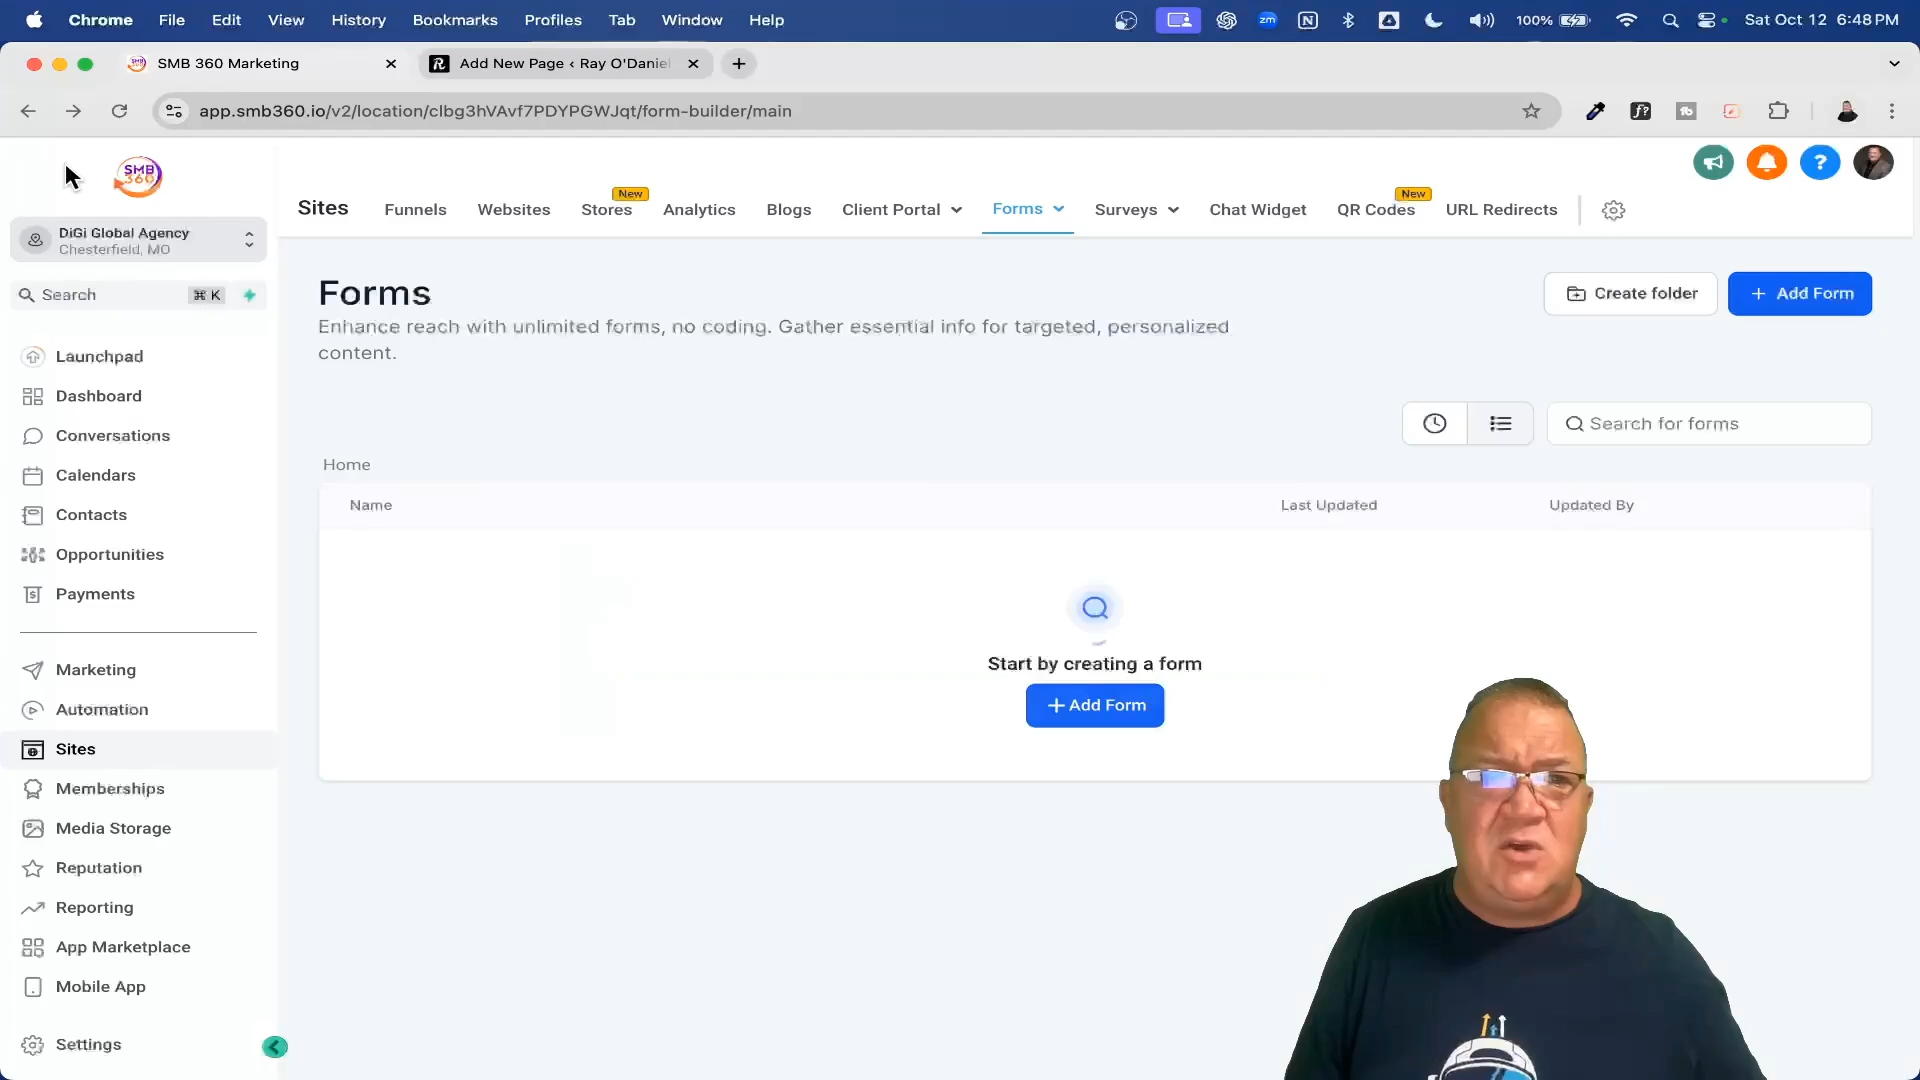 Chrome File Edit View History Bookmarks Profiles Tab Window Help
zm 100% Sat Oct 12 6:48 PM
SMB 360 Marketing
Add New Page ‹ Ray O'Daniel
app.smb360.io/v2/location/clbg3hVAvf7PDYPGWJqt/form-builder/main
f?
SMB
360
DiGi Global Agency
Chesterfield, MO
Search ⌘ K
Launchpad
Dashboard
Conversations
Calendars
Contacts
Opportunities
Payments
Marketing
Automation
Sites
Memberships
Media Storage
Reputation
Reporting
App Marketplace
Mobile App
Settings
New New
Sites Funnels Websites Stores Analytics Blogs Client Portal Forms Surveys Chat Widget QR Codes URL Redirects
Forms
Enhance reach with unlimited forms, no coding. Gather essential info for targeted, personalized
content.
Create folder
+ Add Form
Search for forms
Home
Name Last Updated Updated By
Start by creating a form
+ Add Form